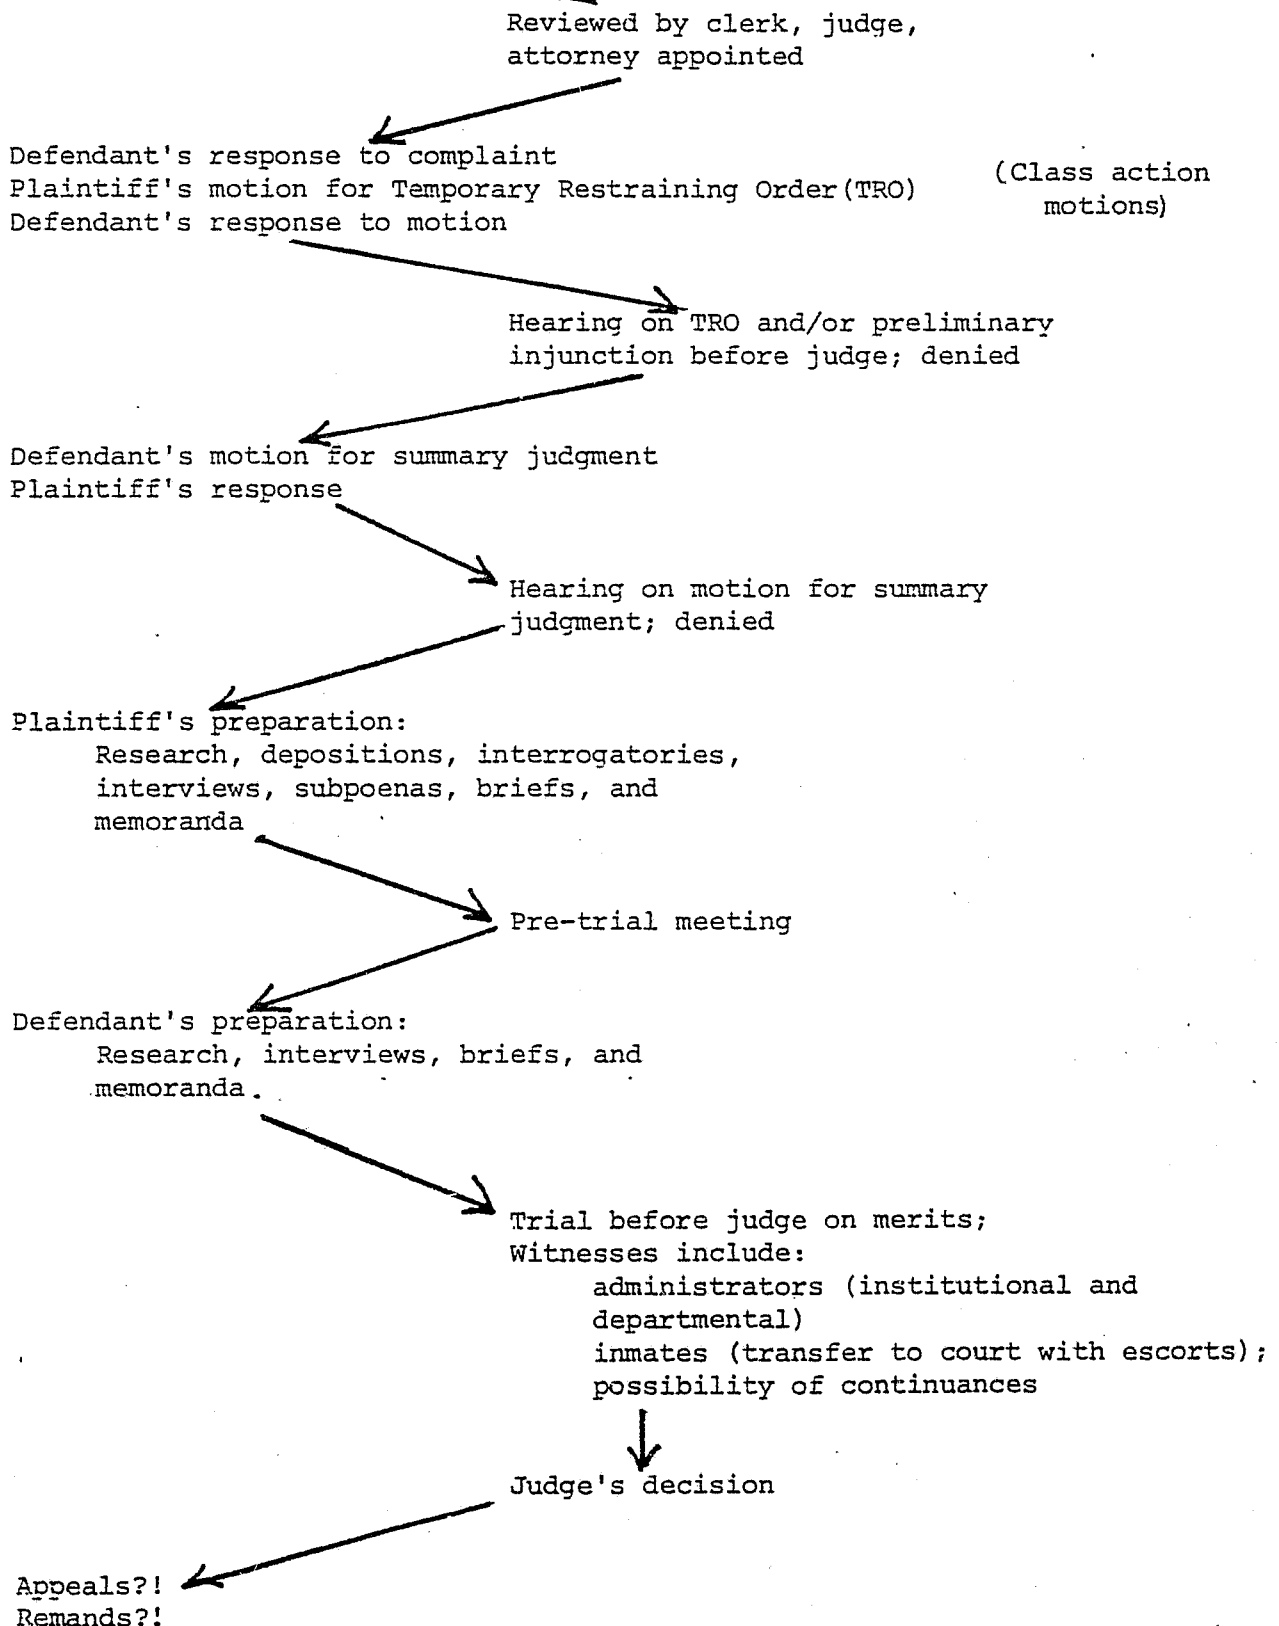 Reviewed by clerk, judge,
attorney appointed
Defendant's response to complaint
Plaintiff's motion for Temporary Restraining Order(TRO)
Defendant's response to motion
(Class action
motions)
Hearing on TRO and/or preliminary
injunction before judge; denied
Defendant's motion for summary judgment
Plaintiff's response
Hearing on motion for summary
judgment; denied
Plaintiff's preparation:
Research, depositions, interrogatories,
interviews, subpoenas, briefs, and
memoranda
Pre-trial meeting
Defendant's preparation:
Research, interviews, briefs, and
memoranda.
Trial before judge on merits;
Witnesses include:
administrators (institutional and
departmental)
inmates (transfer to court with escorts);
possibility of continuances
Judge's decision
Appeals?!
Remands?!